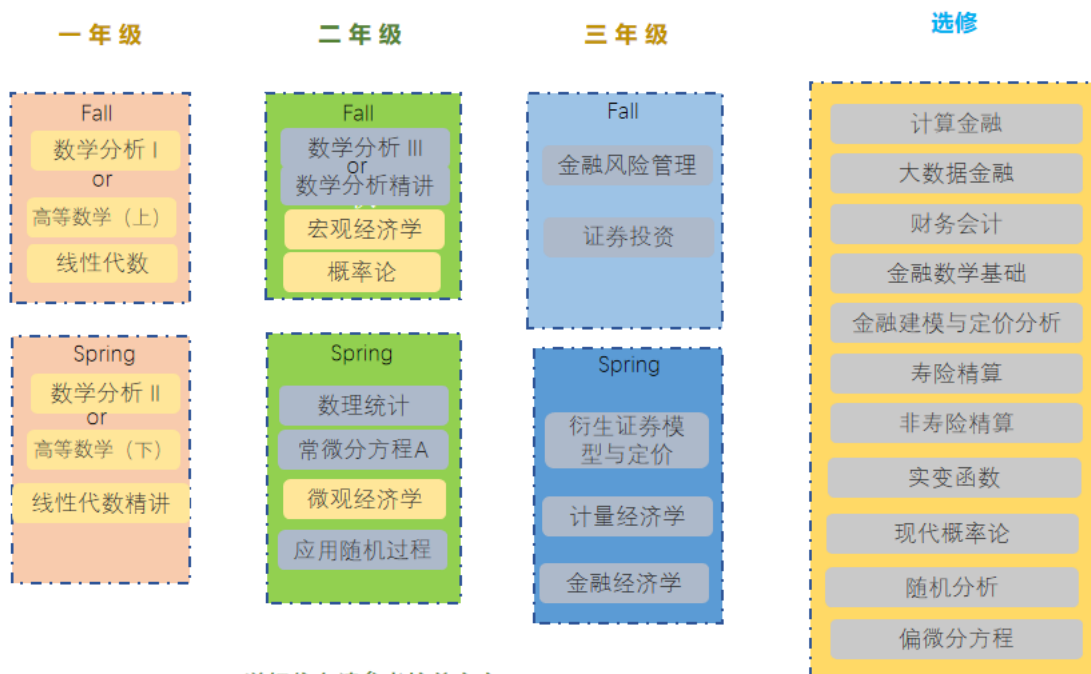 一年级
Fall
数学分析 I
or
高等数学（上）
线性代数
Spring
数学分析 II
or
高等数学（下）
线性代数精讲
二年级
Fall
数学分析 III
or
数学分析精讲
宏观经济学
概率论
Spring
数理统计
常微分方程A
微观经济学
应用随机过程
三年级
Fall
金融风险管理
证券投资
Spring
衍生证券模
型与定价
计量经济学
金融经济学
选修
计算金融
大数据金融
财务会计
金融数学基础
金融建模与定价分析
寿险精算
非寿险精算
实变函数
现代概率论
随机分析
偏微分方程